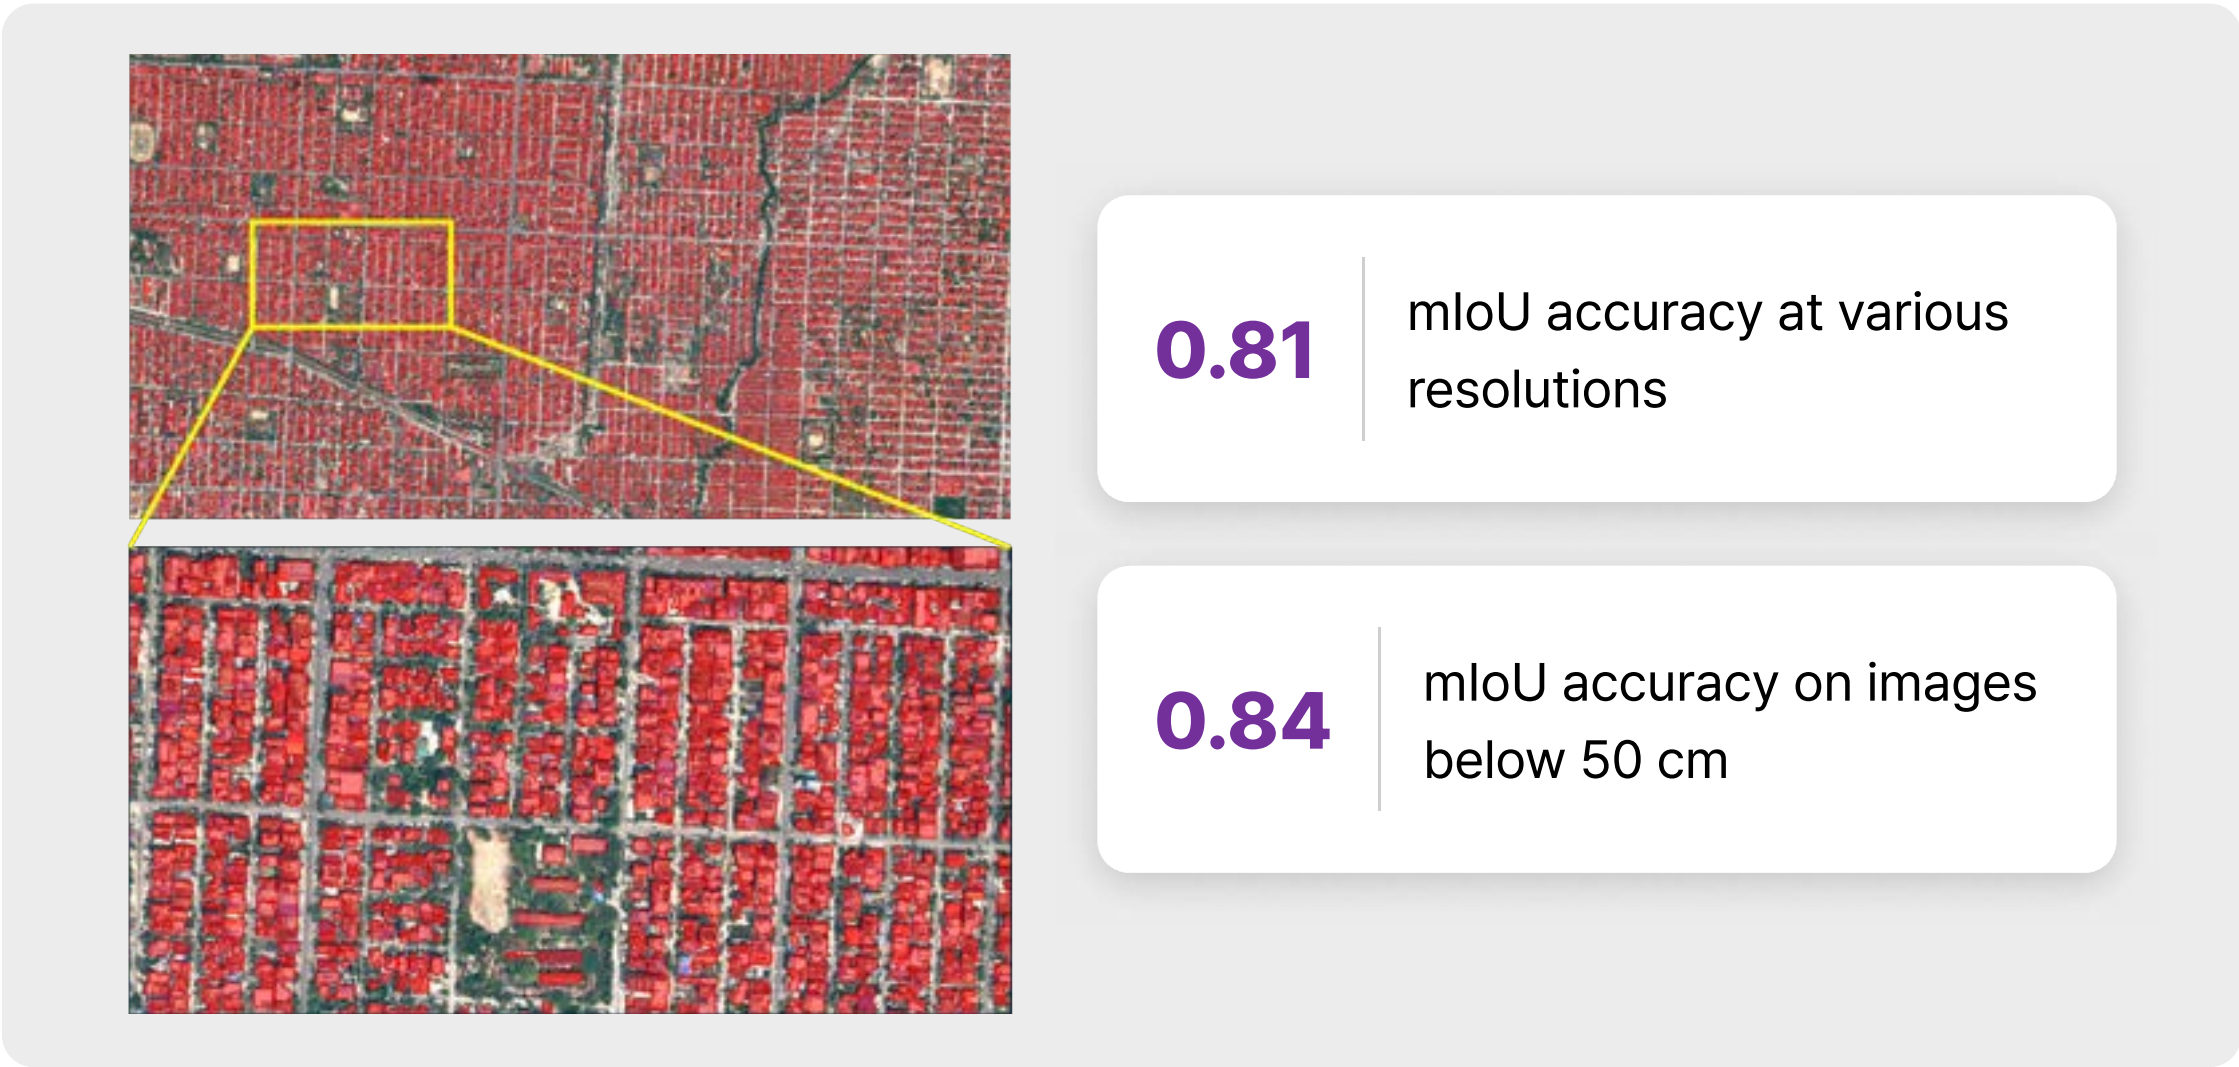 0.81
mIoU accuracy at various
resolutions
0.84
mIoU accuracy on images
below 50 cm